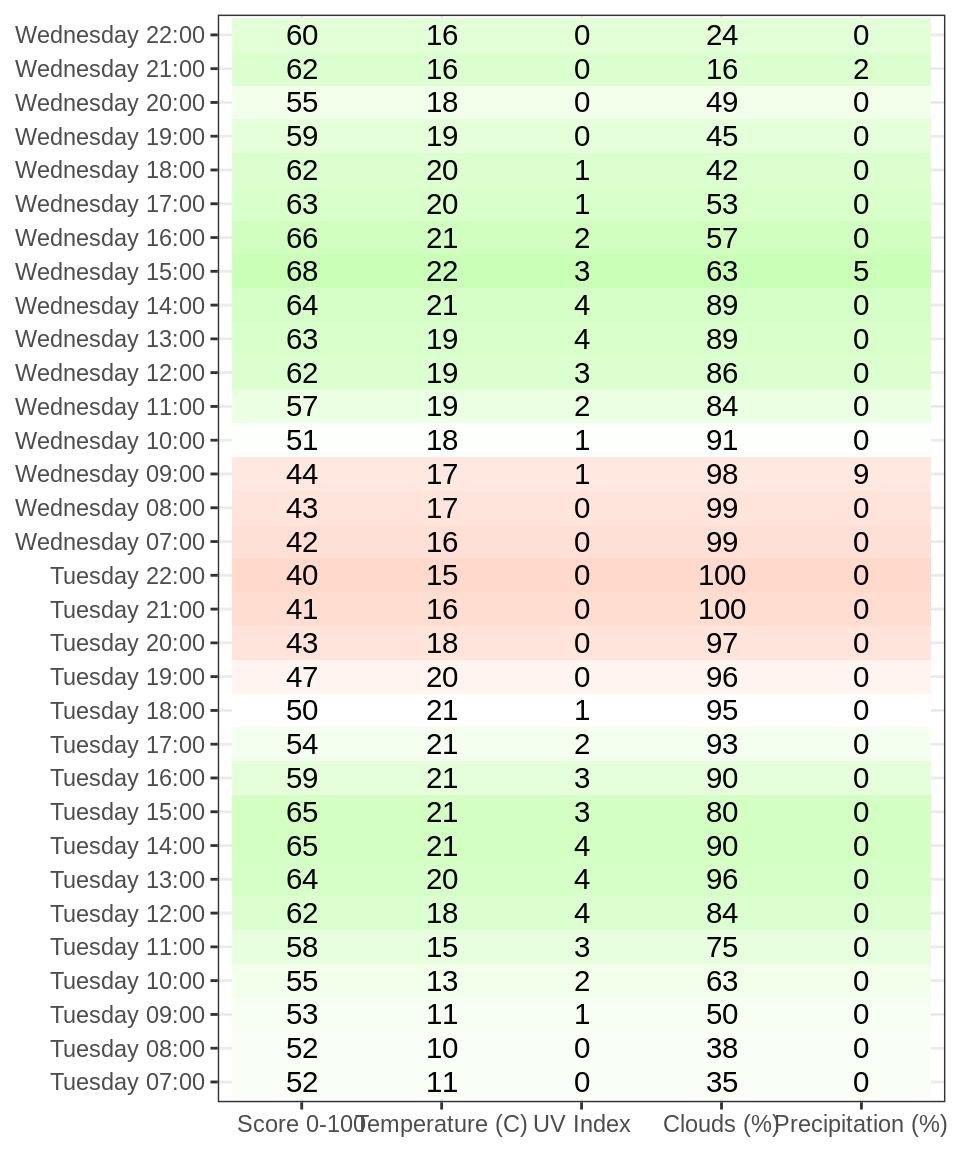 Wednesday 22:00 60 16 0 24 0
Wednesday 21:00 62 16 0 16 2
Wednesday 20:00 55 18 0 49 0
Wednesday 19:00 59 19 0 45 0
Wednesday 18:00 62 20 1 42 0
Wednesday 17:00 63 20 1 53 0
Wednesday 16:00 66 21 2 57 0
Wednesday 15:00 68 22 3 63 5
Wednesday 14:00 64 21 4 89 0
Wednesday 13:00 63 19 4 89 0
Wednesday 12:00 62 19 3 86 0
Wednesday 11:00 57 19 2 84 0
Wednesday 10:00 51 18 1 91 0
Wednesday 09:00 44 17 1 98 9
Wednesday 08:00 43 17 0 99 0
Wednesday 07:00 42 16 0 99 0
Tuesday 22:00 40 15 0 100 0
Tuesday 21:00 41 16 0 100 0
Tuesday 20:00 43 18 0 97 0
Tuesday 19:00 47 20 0 96 0
Tuesday 18:00 50 21 1 95 0
Tuesday 17:00 54 21 2 93 0
Tuesday 16:00 59 21 3 90 0
Tuesday 15:00 65 21 3 80 0
Tuesday 14:00 65 21 4 90 0
Tuesday 13:00 64 20 4 96 0
Tuesday 12:00 62 18 4 84 0
Tuesday 11:00 58 15 3 75 0
Tuesday 10:00 55 13 2 63 0
Tuesday 09:00 53 11 1 50 0
Tuesday 08:00 52 10 0 38 0
Tuesday 07:00 52 11 0 35 0
Score 0-100 Temperature (C) UV Index Clouds (%) Precipitation (%)